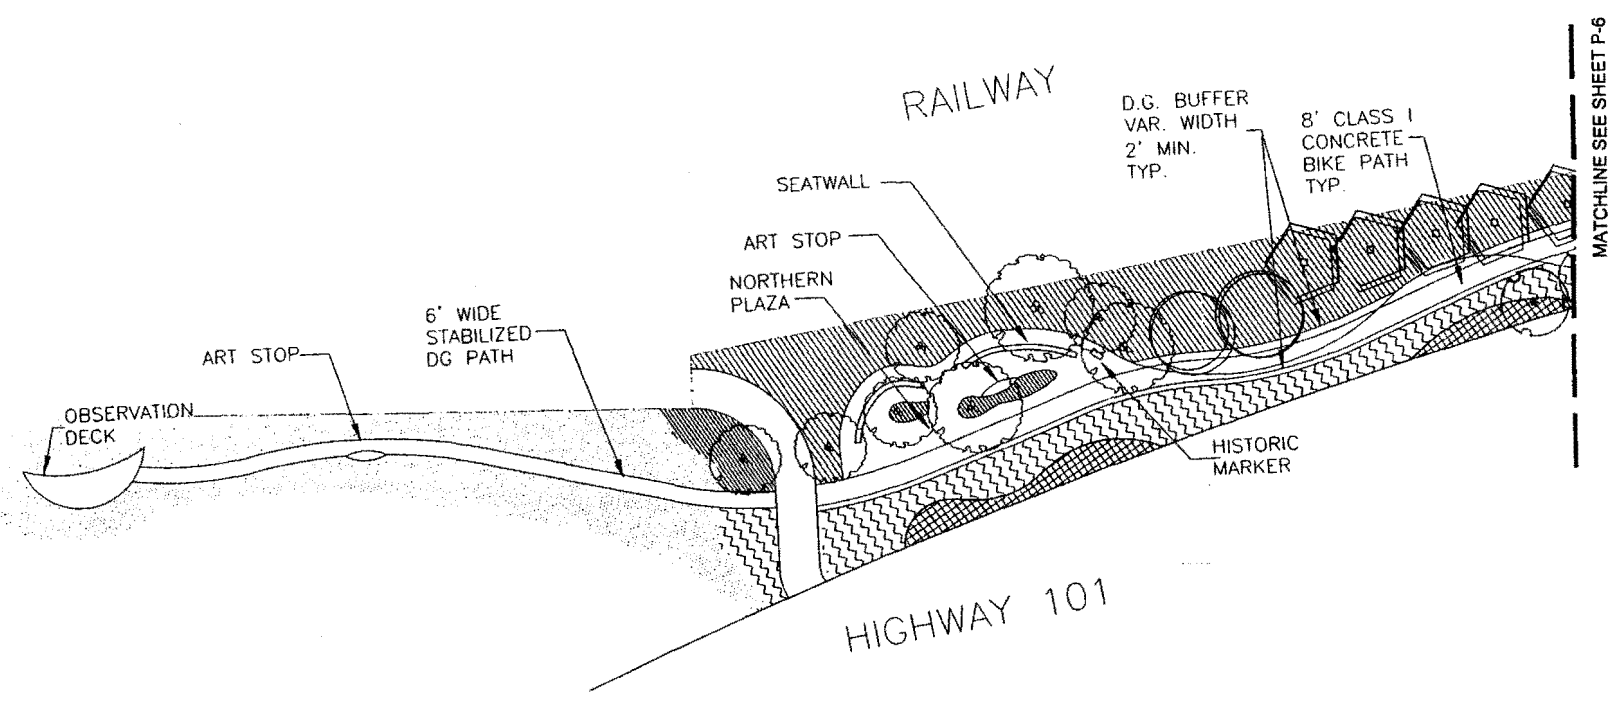 MATCHLINE SEE SHEET P-6
RAILWAY
D.G. BUFFER
VAR. WIDTH
2' MIN.
TYP.
8' CLASS I
CONCRETE
BIKE PATH
TYP.
SEATWALL
ART STOP
NORTHERN
PLAZA
6' WIDE
STABILIZED
DG PATH
ART STOP
OBSERVATION
DECK
HISTORIC
MARKER
HIGHWAY 101